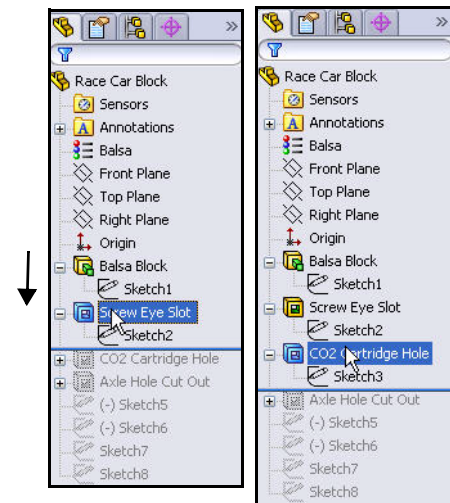 »
Race Car Block
Sensors
A Annotations
Balsa
Front Plane
Top Plane
Right Plane
Origin
Balsa Block
Sketch1
Screw Eye Slot
Sketch2
CO2 Cartridge Hole
Axle Hole Cut Out
(-) Sketch5
(-) Sketch6
Sketch7
Sketch8
»
Race Car Block
Sensors
A Annotations
Balsa
Front Plane
Top Plane
Right Plane
Origin
Balsa Block
Sketch1
Screw Eye Slot
Sketch2
CO2 Cartridge Hole
Sketch3
Axle Hole Cut Out
(-) Sketch5
(-) Sketch6
Sketch7
Sketch8